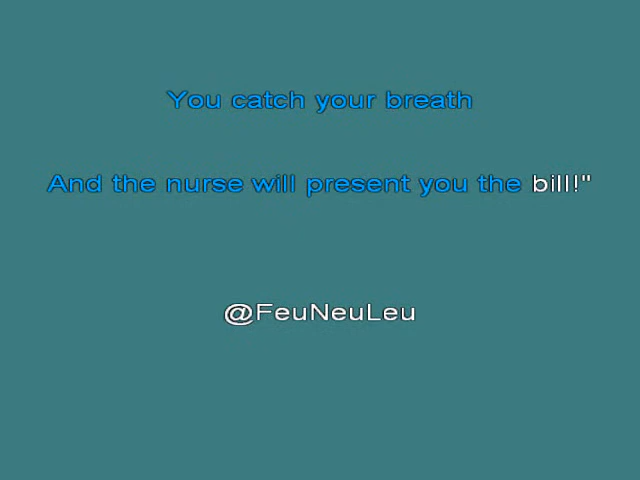 You catch your breath
And the nurse will present you the bill!"
@FeuNeuLeu